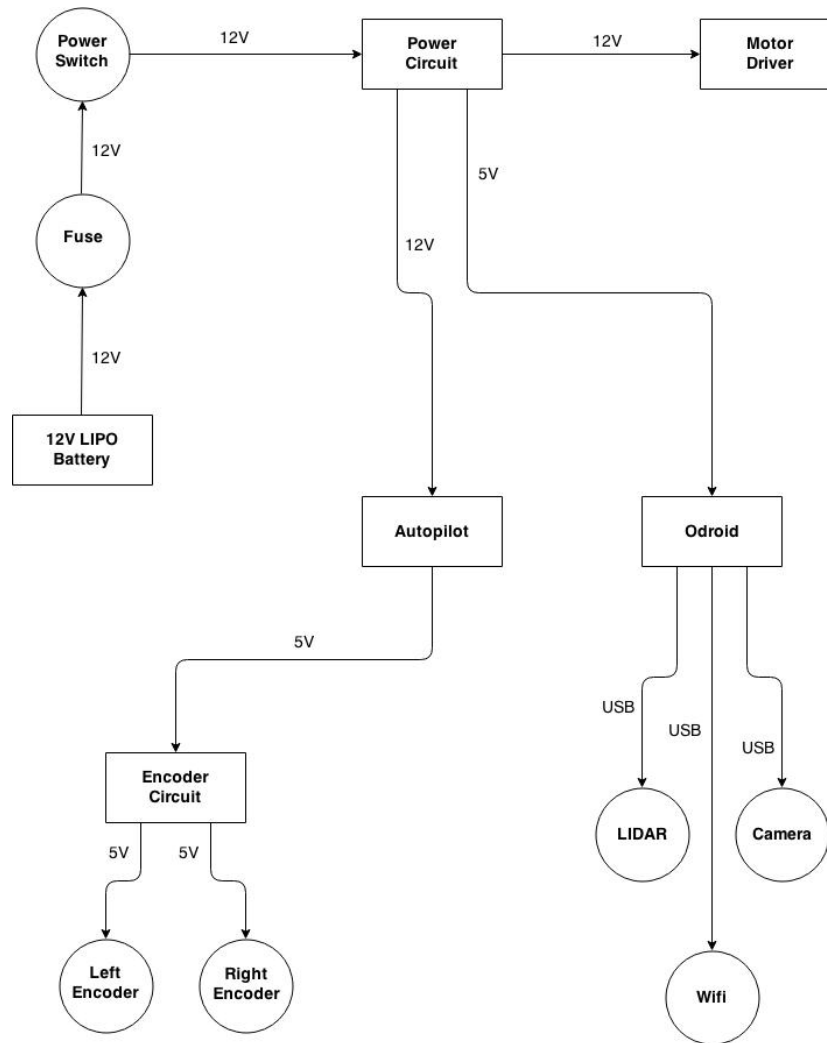 Power
Switch
12V
Power
Circuit
12V
Motor
Driver
12V
5V
Fuse
12V
12V
12V LIPO
Battery
Autopilot
Odroid
5V
USB
USB
USB
Encoder
Circuit
LIDAR
Camera
5V
5V
Left
Encoder
Right
Encoder
Wifi